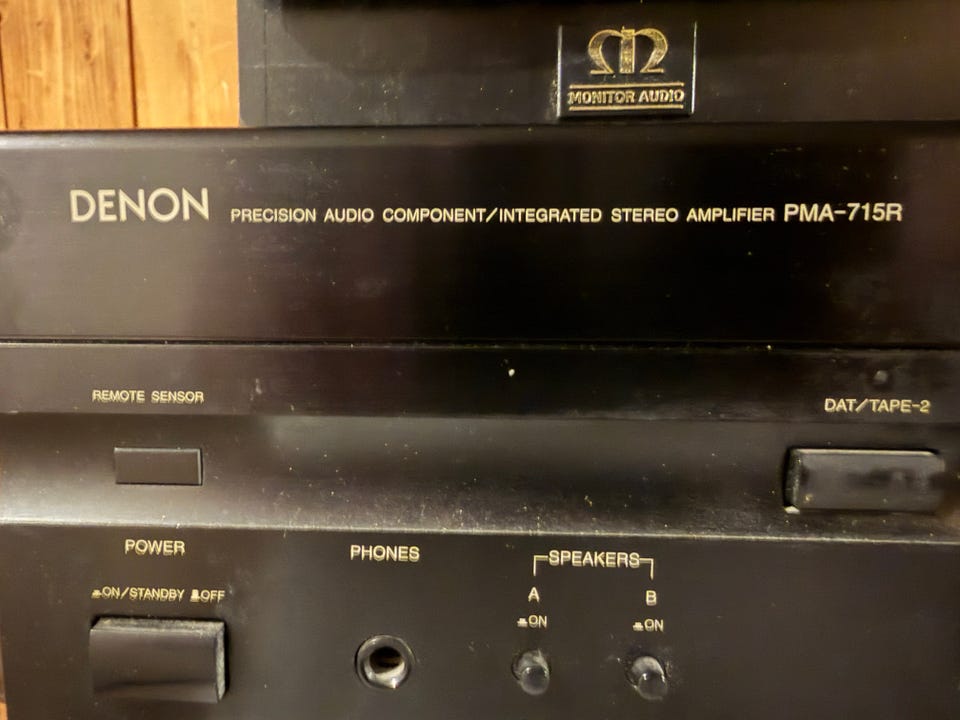 MONITOR AUDIO
DENON PRECISION AUDIO COMPONENT/INTEGRATED STEREO AMPLIFIER PMA-715R
REMOTE SENSOR
DAT/TAPE-2
POWER
PHONES
SPEAKERS
ON/STANDBY OFF
A
B
ON
ON